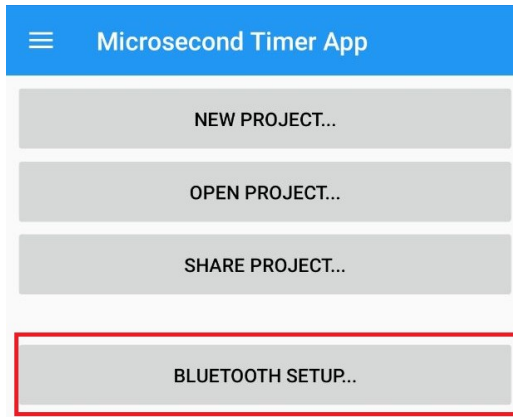 Microsecond Timer App
NEW PROJECT...
OPEN PROJECT...
SHARE PROJECT...
BLUETOOTH SETUP...